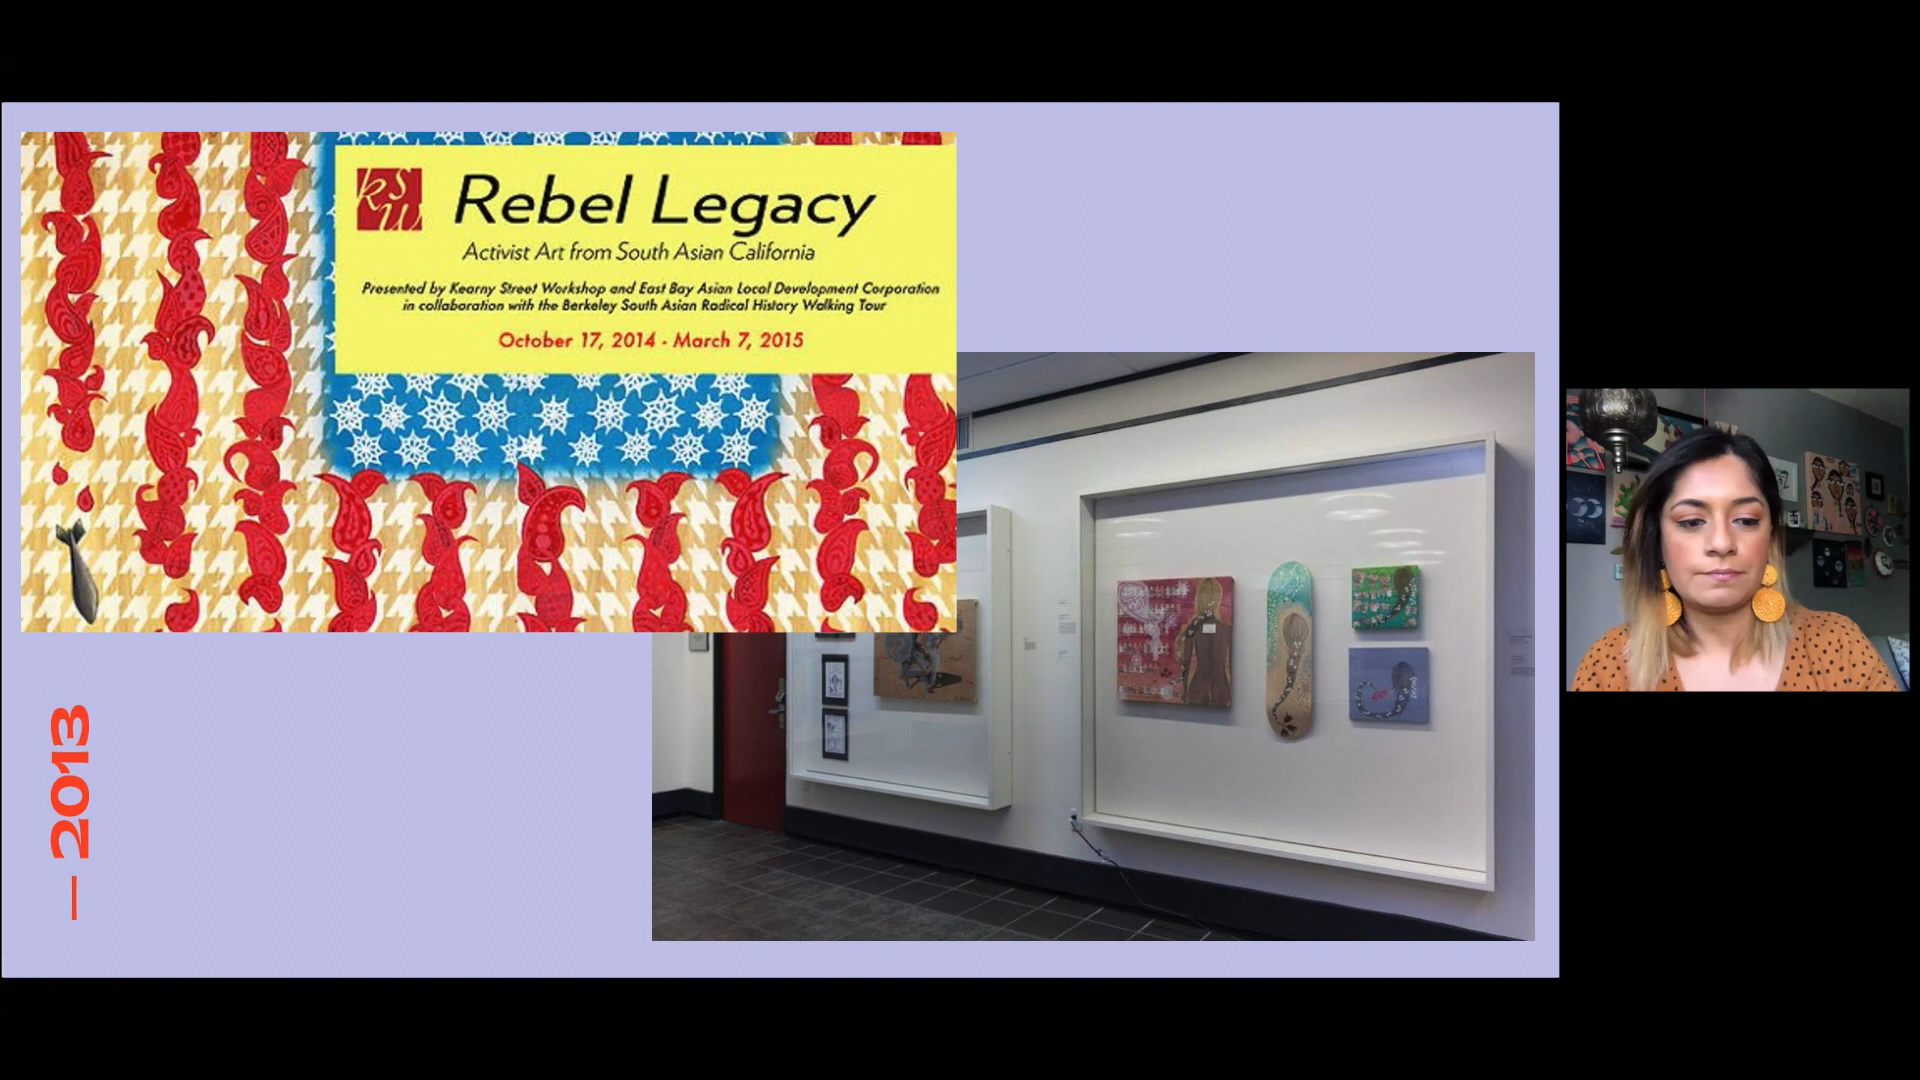 ksw
Rebel Legacy
Activist Art from South Asian California
Presented by Kearny Street Workshop and East Bay Asian Local Development Corporation
in collaboration with the Berkeley South Asian Radical History Walking Tour
October 17, 2014 - March 7, 2015
— 2013